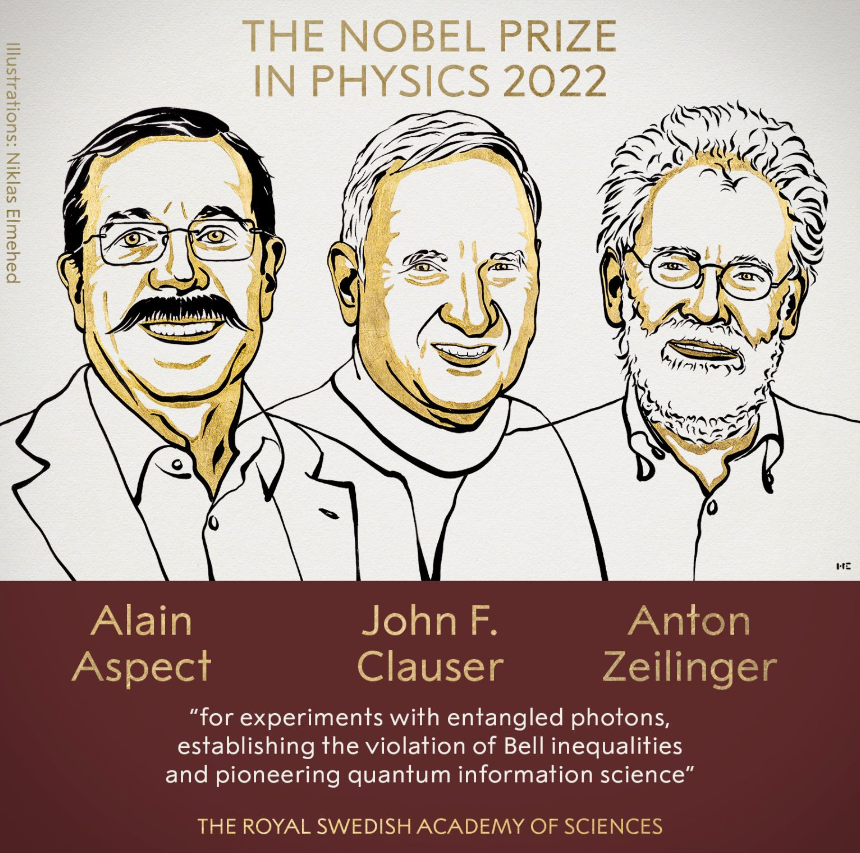 THE NOBEL PRIZE
IN PHYSICS 2022
Illustrations: Niklas Elmehed
Alain
Aspect
John F.
Clauser
Anton
Zeilinger
“for experiments with entangled photons,
establishing the violation of Bell inequalities
and pioneering quantum information science”
THE ROYAL SWEDISH ACADEMY OF SCIENCES